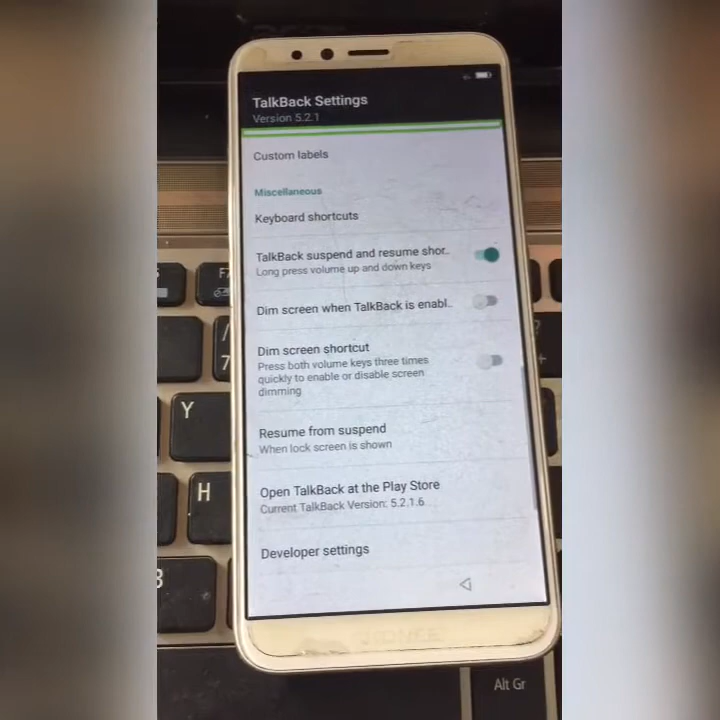 TalkBack Settings
Version 5.2.1
Custom labels
Miscellaneous
Keyboard shortcuts
TalkBack suspend and resume shor..
Long press volume up and down keys
Dim screen when TalkBack is enabl..
Dim screen shortcut
Press both volume keys three times
quickly to enable or disable screen
dimming
Resume from suspend
When lock screen is shown
Open TalkBack at the Play Store
Current TalkBack Version: 5.2.1.6
Developer settings
GIONEE
F7
/
7
Y
H
B
?
+
Alt Gr